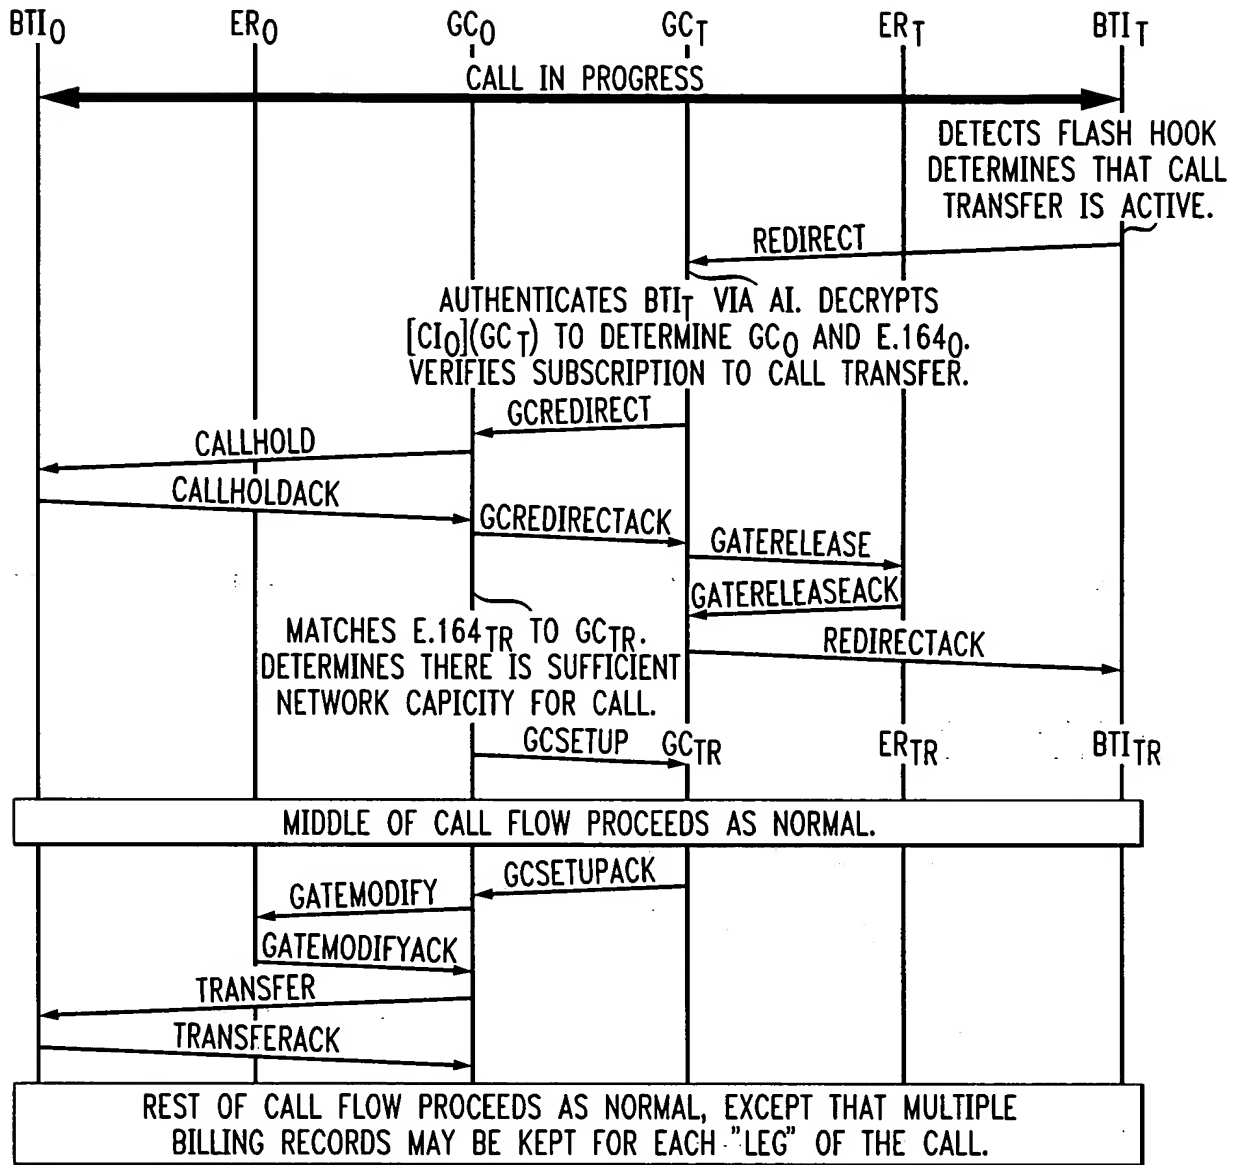 BTIO ERO GCO GCT ERT BTIT
CALL IN PROGRESS
DETECTS FLASH HOOK
DETERMINES THAT CALL
TRANSFER IS ACTIVE.
REDIRECT
AUTHENTICATES BTIT VIA AI. DECRYPTS
[CIO](GCT) TO DETERMINE GCO AND E.164O.
VERIFIES SUBSCRIPTION TO CALL TRANSFER.
GCREDIRECT
CALLHOLD
CALLHOLDACK
GCREDIRECTACK
GATERELEASE
GATERELEASEACK
MATCHES E.164TR TO GCTR.
DETERMINES THERE IS SUFFICIENT
NETWORK CAPICITY FOR CALL.
REDIRECTACK
GCSETUP GCTR ERTR BTITR
MIDDLE OF CALL FLOW PROCEEDS AS NORMAL.
GCSETUPACK
GATEMODIFY
GATEMODIFYACK
TRANSFER
TRANSFERACK
REST OF CALL FLOW PROCEEDS AS NORMAL, EXCEPT THAT MULTIPLE
BILLING RECORDS MAY BE KEPT FOR EACH "LEG" OF THE CALL.